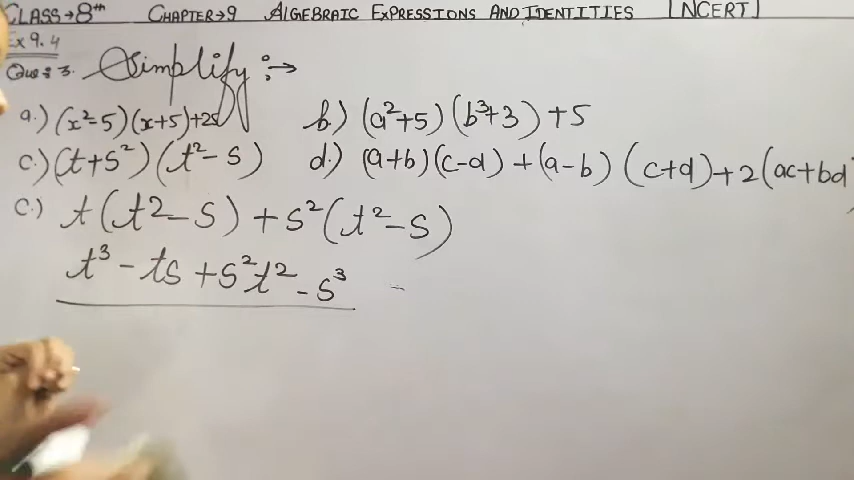 CLASS→8th CHAPTER→9 ALGEBRAIC EXPRESSIONS AND IDENTITIES [NCERT]
Ex 9.4
Que: 3. Simplify :→
a.) (x²-5)(x+5)+25 b.) (a²+5)(b³+3)+5
c.) (t+s²)(t²-s) d.) (a+b)(c-d)+(a-b)(c+d)+2(ac+bd)
c.) t(t²-s)+s²(t²-s)
t³-ts+s²t²-s³